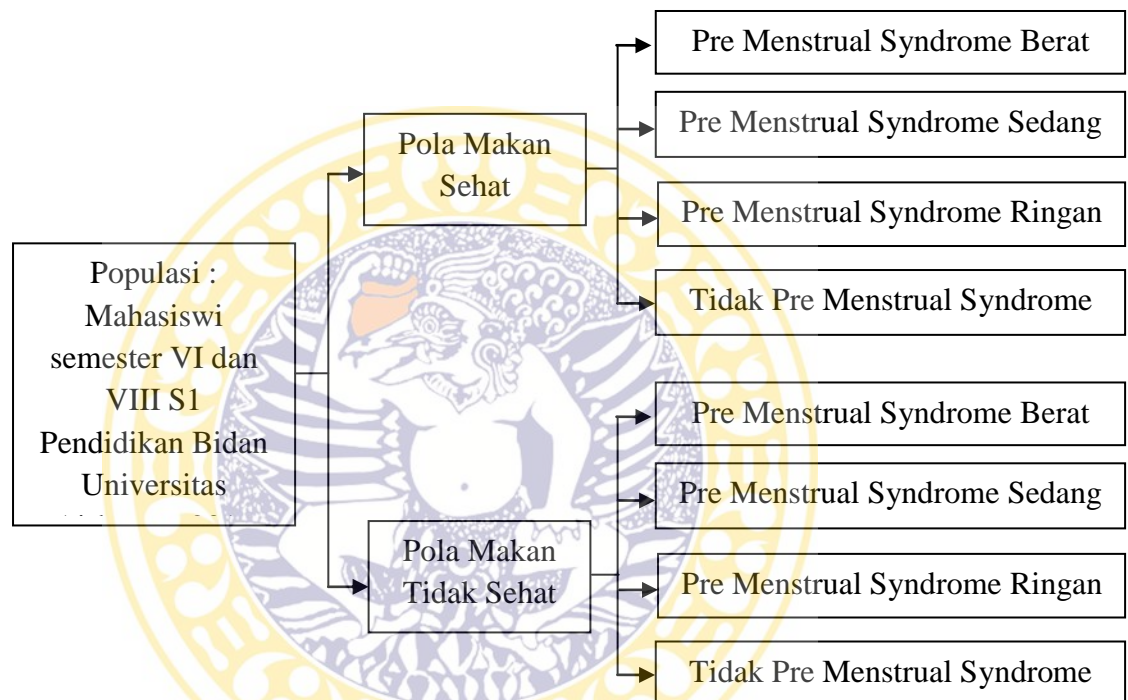 Populasi :
Mahasiswi
semester VI dan
VIII S1
Pendidikan Bidan
Universitas
Pola Makan
Sehat
Pre Menstrual Syndrome Berat
Pre Menstrual Syndrome Sedang
Pre Menstrual Syndrome Ringan
Tidak Pre Menstrual Syndrome
Pola Makan
Tidak Sehat
Pre Menstrual Syndrome Berat
Pre Menstrual Syndrome Sedang
Pre Menstrual Syndrome Ringan
Tidak Pre Menstrual Syndrome